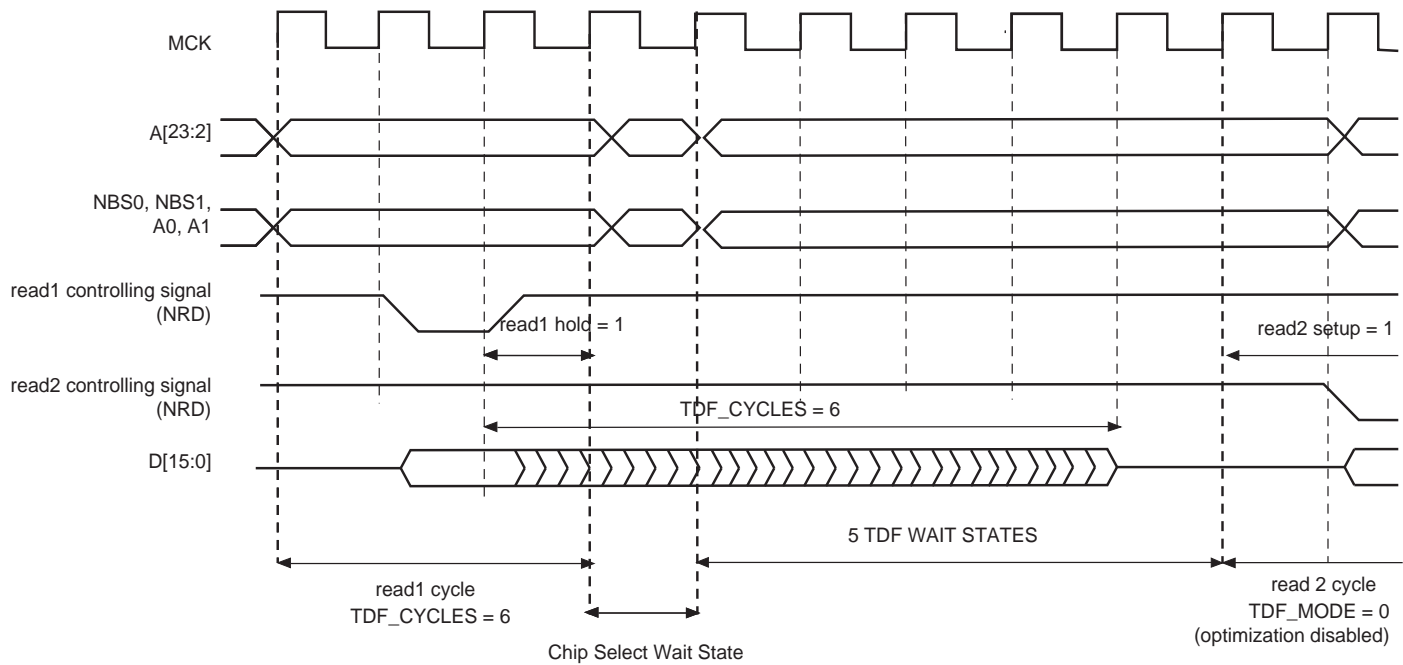 MCK
A[23:2]
NBS0, NBS1,
A0, A1
read1 controlling signal
(NRD)
read1 hold = 1
read2 setup = 1
read2 controlling signal
(NRD)
TDF_CYCLES = 6
D[15:0]
5 TDF WAIT STATES
read1 cycle
TDF_CYCLES = 6
Chip Select Wait State
read 2 cycle
TDF_MODE = 0
(optimization disabled)